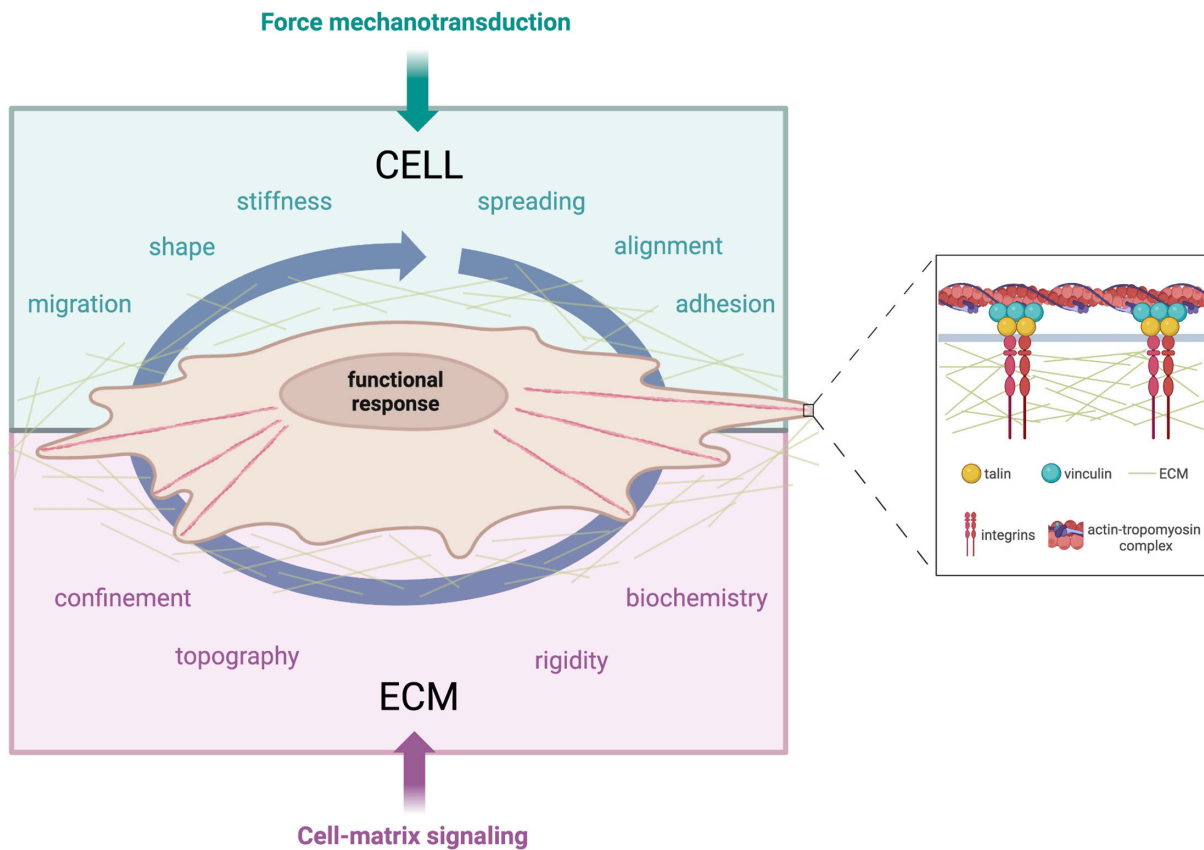 Force mechanotransduction
CELL
stiffness
spreading
shape
alignment
migration
adhesion
functional
response
talin
vinculin
ECM
integrins
actin-tropomyosin
complex
confinement
biochemistry
topography
rigidity
ECM
Cell-matrix signaling